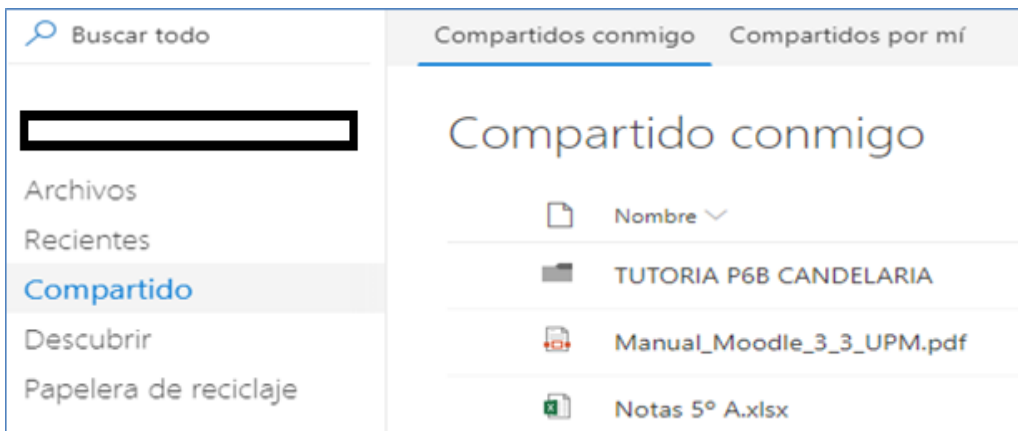 Buscar todo
Archivos
Recientes
Compartido
Descubrir
Papelera de reciclaje
Compartidos conmigo Compartidos por mí
Compartido conmigo
Nombre
TUTORIA P6B CANDELARIA
Manual_Moodle_3_3_UPM.pdf
Notas 5º A.xlsx